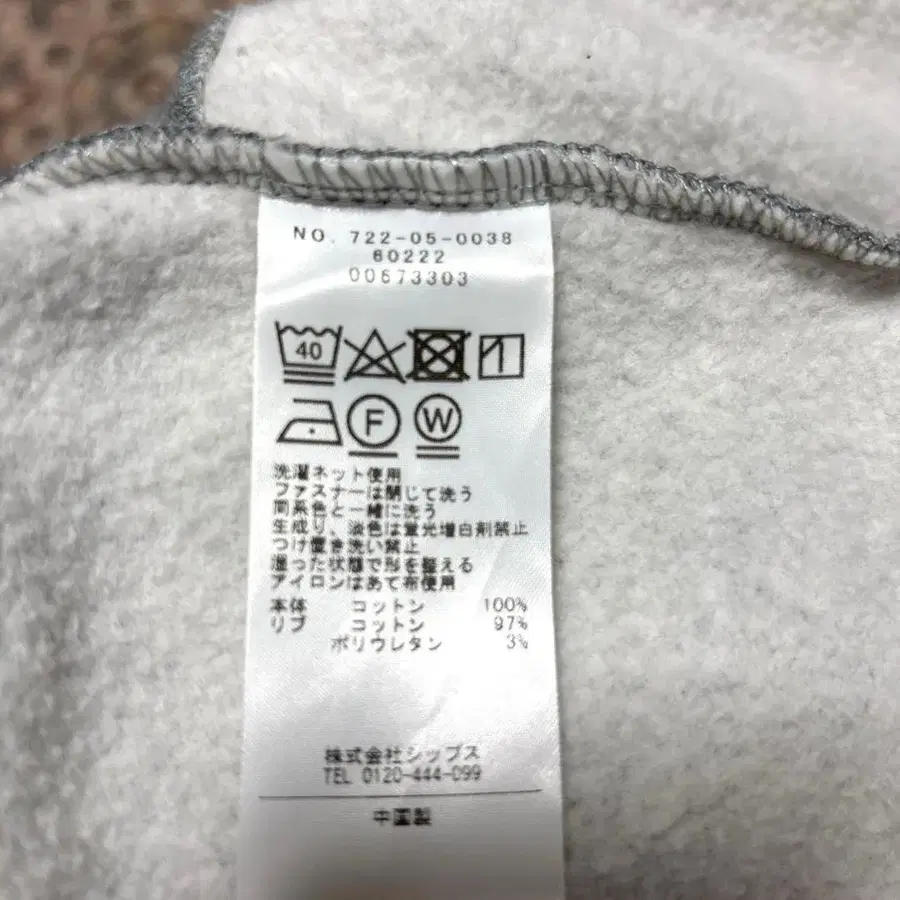 NO. 722-05-0038
60222
00673303
40
F W
洗濯ネット使用
ファスナーは閉じて洗う
同系色と一緒に洗う
生成り、淡色は蛍光増白剤禁止
つけ置き洗い禁止
湿った状態で形を整える
アイロンはあて布使用
本体 コットン 100%
リブ コットン 97%
ポリウレタン 3%
株式会社シップス
TEL 0120-444-099
中国製